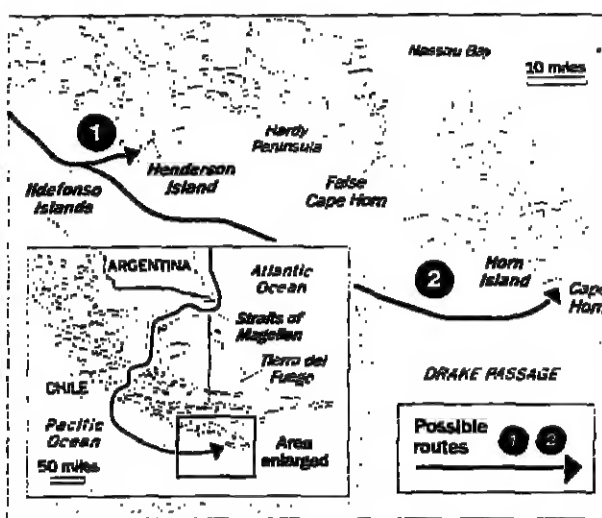 Nassau Bay
10 miles
1
Hardy
Peninsula
Henderson
Island
Ildefonso
Islands
False
Cape Horn
2
Horn
Island
Cape
Horn
DRAKE PASSAGE
ARGENTINA
Atlantic
Ocean
Straits of
Magellan
Tierra del
Fuego
CHILE
Pacific
Ocean
50 miles
Area
enlarged
Possible
routes
1 2